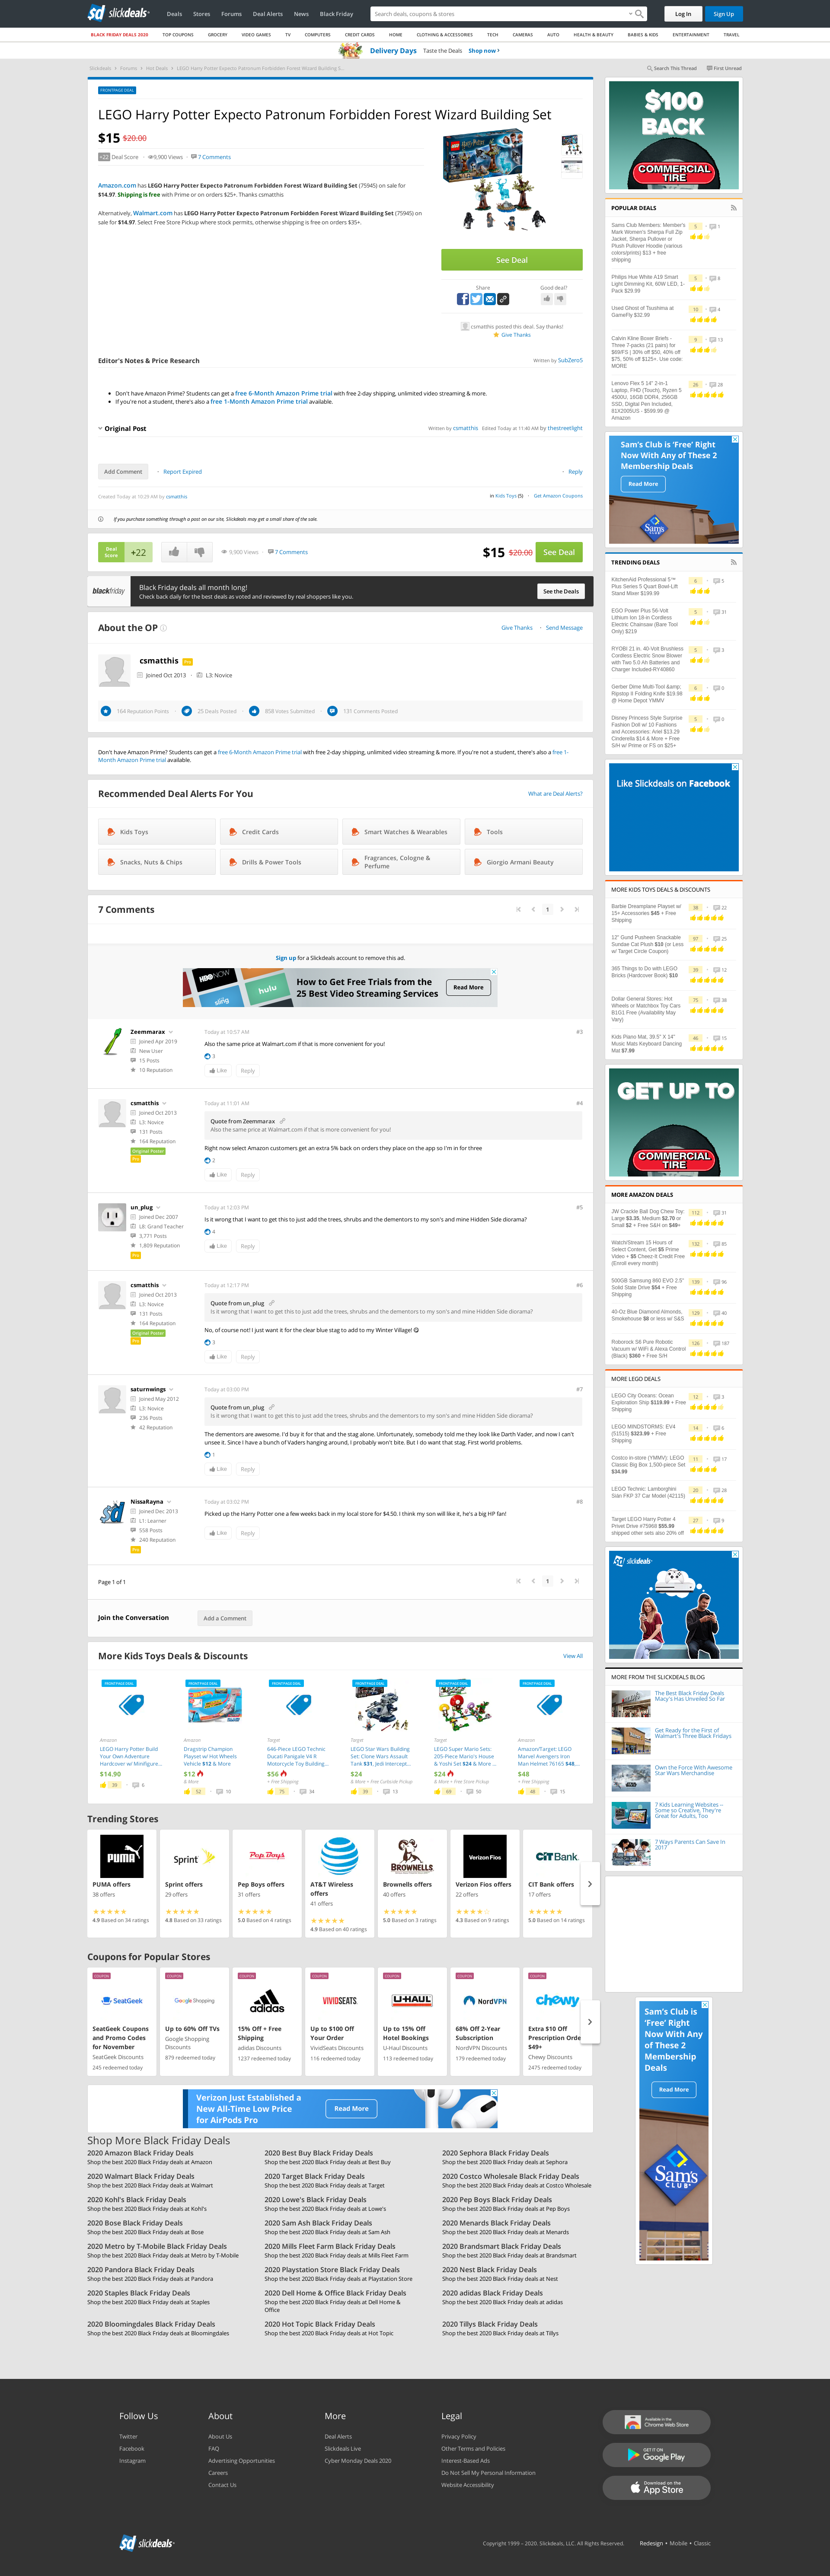 slickdeals
Deals Stores Forums Deal Alerts News Black Friday
Search deals, coupons & stores
Log In Sign Up
BLACK FRIDAY DEALS 2020 TOP COUPONS GROCERY VIDEO GAMES TV COMPUTERS CREDIT CARDS HOME CLOTHING & ACCESSORIES TECH CAMERAS AUTO HEALTH & BEAUTY BABIES & KIDS ENTERTAINMENT TRAVEL
Delivery Days Taste the Deals Shop now ›
Slickdeals > Forums > Hot Deals > LEGO Harry Potter Expecto Patronum Forbidden Forest Wizard Building S...
Search This Thread First Unread
FRONTPAGE DEAL
LEGO Harry Potter Expecto Patronum Forbidden Forest Wizard Building Set
$15 $20.00
+22 Deal Score 9,900 Views 7 Comments
Amazon.com has LEGO Harry Potter Expecto Patronum Forbidden Forest Wizard Building Set (75945) on sale for
$14.97. Shipping is free with Prime or on orders $25+. Thanks csmatthis
Alternatively, Walmart.com has LEGO Harry Potter Expecto Patronum Forbidden Forest Wizard Building Set (75945) on
sale for $14.97. Select Free Store Pickup where stock permits, otherwise shipping is free on orders $35+.
See Deal
Share Good deal?
csmatthis posted this deal. Say thanks!
Give Thanks
Editor's Notes & Price Research
Written by SubZero5
Don't have Amazon Prime? Students can get a free 6-Month Amazon Prime trial with free 2-day shipping, unlimited video streaming & more.
If you're not a student, there's also a free 1-Month Amazon Prime trial available.
Original Post
Written by csmatthis Edited Today at 11:40 AM by thestreetlight
Add Comment Report Expired Reply
Created Today at 10:29 AM by csmatthis
in Kids Toys (5) Get Amazon Coupons
If you purchase something through a post on our site, Slickdeals may get a small share of the sale.
Deal Score +22
9,900 Views 7 Comments
$15 $20.00 See Deal
blackfriday
Black Friday deals all month long!
Check back daily for the best deals as voted and reviewed by real shoppers like you.
See the Deals
About the OP
Give Thanks Send Message
csmatthis Pro
Joined Oct 2013 L3: Novice
164 Reputation Points 25 Deals Posted 858 Votes Submitted 131 Comments Posted
Don't have Amazon Prime? Students can get a free 6-Month Amazon Prime trial with free 2-day shipping, unlimited video streaming & more. If you're not a student, there's also a free 1-
Month Amazon Prime trial available.
Recommended Deal Alerts For You
What are Deal Alerts?
Kids Toys Credit Cards Smart Watches & Wearables Tools
Snacks, Nuts & Chips Drills & Power Tools Fragrances, Cologne & Perfume Giorgio Armani Beauty
7 Comments
1
Sign up for a Slickdeals account to remove this ad.
HBO NOW sling hulu
How to Get Free Trials from the
25 Best Video Streaming Services
Read More
Zeemmarax
Joined Apr 2019
New User
15 Posts
10 Reputation
Today at 10:57 AM #3
Also the same price at Walmart.com if that is more convenient for you!
3
Like Reply
csmatthis
Joined Oct 2013
L3: Novice
131 Posts
164 Reputation
Original Poster
Pro
Today at 11:01 AM #4
Quote from Zeemmarax
Also the same price at Walmart.com if that is more convenient for you!
Right now select Amazon customers get an extra 5% back on orders they place on the app so I'm in for three
2
Like Reply
un_plug
Joined Dec 2007
L8: Grand Teacher
3,771 Posts
1,809 Reputation
Pro
Today at 12:03 PM #5
Is it wrong that I want to get this to just add the trees, shrubs and the dementors to my son's and mine Hidden Side diorama?
4
Like Reply
csmatthis
Joined Oct 2013
L3: Novice
131 Posts
164 Reputation
Original Poster
Pro
Today at 12:17 PM #6
Quote from un_plug
Is it wrong that I want to get this to just add the trees, shrubs and the dementors to my son's and mine Hidden Side diorama?
No, of course not! I just want it for the clear blue stag to add to my Winter Village! 😋
3
Like Reply
saturnwings
Joined May 2012
L3: Novice
236 Posts
42 Reputation
Today at 03:00 PM #7
Quote from un_plug
Is it wrong that I want to get this to just add the trees, shrubs and the dementors to my son's and mine Hidden Side diorama?
The dementors are awesome. I'd buy it for that and the stag alone. Unfortunately, somebody told me they look like Darth Vader, and now I can't
unsee it. Since I have a bunch of Vaders hanging around, I probably won't bite. But I do want that stag. First world problems.
1
Like Reply
NissaRayna
Joined Dec 2013
L1: Learner
558 Posts
240 Reputation
Pro
Today at 03:02 PM #8
Picked up the Harry Potter one a few weeks back in my local store for $4.50. I think my son will like it, he's a big HP fan!
Like Reply
Page 1 of 1
1
Join the Conversation Add a Comment
More Kids Toys Deals & Discounts
View All
FRONTPAGE DEAL
Amazon
LEGO Harry Potter Build
Your Own Adventure
Hardcover w/ Minifigure...
$14.90
38 6
FRONTPAGE DEAL
Amazon
Dragstrip Champion
Playset w/ Hot Wheels
Vehicle $12 & More
$12
& More
52 10
FRONTPAGE DEAL
Target
646-Piece LEGO Technic
Ducati Panigale V4 R
Motorcycle Toy Building...
$56
+ Free Shipping
75 34
FRONTPAGE DEAL
Target
LEGO Star Wars Building
Set: Clone Wars Assault
Tank $31, Jedi Intercept...
$24
& More + Free Curbside Pickup
39 13
FRONTPAGE DEAL
Target
LEGO Super Mario Sets:
205-Piece Mario's House
& Yoshi Set $24 & More ...
$24
& More + Free Store Pickup
69 50
FRONTPAGE DEAL
Amazon
Amazon/Target: LEGO
Marvel Avengers Iron
Man Helmet 76165 $48,...
$48
+ Free Shipping
48 15
Trending Stores
PUMA offers
38 offers
4.9 Based on 34 ratings
Sprint offers
29 offers
4.8 Based on 33 ratings
Pep Boys offers
31 offers
5.0 Based on 4 ratings
AT&T Wireless offers
41 offers
4.9 Based on 40 ratings
Brownells offers
40 offers
5.0 Based on 3 ratings
Verizon Fios offers
22 offers
4.3 Based on 9 ratings
CIT Bank offers
17 offers
5.0 Based on 14 ratings
Coupons for Popular Stores
COUPON
SeatGeek Coupons
and Promo Codes
for November
SeatGeek Discounts
245 redeemed today
COUPON
Up to 60% Off TVs
Google Shopping Discounts
879 redeemed today
COUPON
15% Off + Free
Shipping
adidas Discounts
1237 redeemed today
COUPON
Up to $100 Off
Your Order
VividSeats Discounts
116 redeemed today
COUPON
Up to 15% Off
Hotel Bookings
U-Haul Discounts
113 redeemed today
COUPON
68% Off 2-Year
Subscription
NordVPN Discounts
179 redeemed today
COUPON
Extra $10 Off
Prescription Orde
$49+
Chewy Discounts
2475 redeemed today
Verizon Just Established a
New All-Time Low Price
for AirPods Pro
Read More
Shop More Black Friday Deals
2020 Amazon Black Friday Deals
Shop the best 2020 Black Friday deals at Amazon
2020 Best Buy Black Friday Deals
Shop the best 2020 Black Friday deals at Best Buy
2020 Sephora Black Friday Deals
Shop the best 2020 Black Friday deals at Sephora
2020 Walmart Black Friday Deals
Shop the best 2020 Black Friday deals at Walmart
2020 Target Black Friday Deals
Shop the best 2020 Black Friday deals at Target
2020 Costco Wholesale Black Friday Deals
Shop the best 2020 Black Friday deals at Costco Wholesale
2020 Kohl's Black Friday Deals
Shop the best 2020 Black Friday deals at Kohl's
2020 Lowe's Black Friday Deals
Shop the best 2020 Black Friday deals at Lowe's
2020 Pep Boys Black Friday Deals
Shop the best 2020 Black Friday deals at Pep Boys
2020 Bose Black Friday Deals
Shop the best 2020 Black Friday deals at Bose
2020 Sam Ash Black Friday Deals
Shop the best 2020 Black Friday deals at Sam Ash
2020 Menards Black Friday Deals
Shop the best 2020 Black Friday deals at Menards
2020 Metro by T-Mobile Black Friday Deals
Shop the best 2020 Black Friday deals at Metro by T-Mobile
2020 Mills Fleet Farm Black Friday Deals
Shop the best 2020 Black Friday deals at Mills Fleet Farm
2020 Brandsmart Black Friday Deals
Shop the best 2020 Black Friday deals at Brandsmart
2020 Pandora Black Friday Deals
Shop the best 2020 Black Friday deals at Pandora
2020 Playstation Store Black Friday Deals
Shop the best 2020 Black Friday deals at Playstation Store
2020 Nest Black Friday Deals
Shop the best 2020 Black Friday deals at Nest
2020 Staples Black Friday Deals
Shop the best 2020 Black Friday deals at Staples
2020 Dell Home & Office Black Friday Deals
Shop the best 2020 Black Friday deals at Dell Home &
Office
2020 adidas Black Friday Deals
Shop the best 2020 Black Friday deals at adidas
2020 Bloomingdales Black Friday Deals
Shop the best 2020 Black Friday deals at Bloomingdales
2020 Hot Topic Black Friday Deals
Shop the best 2020 Black Friday deals at Hot Topic
2020 Tillys Black Friday Deals
Shop the best 2020 Black Friday deals at Tillys
$100
BACK
COMMERCIAL
TIRE
POPULAR DEALS
Sams Club Members: Member's
Mark Women's Sherpa Full Zip
Jacket, Sherpa Pullover or
Plush Pullover Hoodie (various
colors/prints) $13 + free
shipping
5 1
Philips Hue White A19 Smart
Light Dimming Kit, 60W LED, 1-
Pack $29.99
5 8
Used Ghost of Tsushima at
GameFly $32.99
10 4
Calvin Kline Boxer Briefs -
Three 7-packs (21 pairs) for
$69/FS | 30% off $50, 40% off
$75, 50% off $125+. Use code:
MORE
9 13
Lenovo Flex 5 14" 2-in-1
Laptop, FHD (Touch), Ryzen 5
4500U, 16GB DDR4, 256GB
SSD, Digital Pen Included,
81X2005US - $599.99 @
Amazon
26 28
Sam's Club is 'Free' Right
Now With Any of These 2
Membership Deals
Read More
TRENDING DEALS
KitchenAid Professional 5™
Plus Series 5 Quart Bowl-Lift
Stand Mixer $199.99
6 5
EGO Power Plus 56-Volt
Lithium Ion 18-in Cordless
Electric Chainsaw (Bare Tool
Only) $219
5 31
RYOBI 21 in. 40-Volt Brushless
Cordless Electric Snow Blower
with Two 5.0 Ah Batteries and
Charger Included-RY40860
5 3
Gerber Dime Multi-Tool &amp;
Ripstop II Folding Knife $19.98
@ Home Depot YMMV
6 0
Disney Princess Style Surprise
Fashion Doll w/ 10 Fashions
and Accessories: Ariel $13.29
Cinderella $14 & More + Free
S/H w/ Prime or FS on $25+
5 0
Like Slickdeals on Facebook
MORE KIDS TOYS DEALS & DISCOUNTS
Barbie Dreamplane Playset w/
15+ Accessories $45 + Free
Shipping
38 22
12" Gund Pusheen Snackable
Sundae Cat Plush $10 (or Less
w/ Target Circle Coupon)
97 25
365 Things to Do with LEGO
Bricks (Hardcover Book) $10
39 12
Dollar General Stores: Hot
Wheels or Matchbox Toy Cars
B1G1 Free (Availability May
Vary)
75 38
Kids Piano Mat, 39.5" X 14"
Music Mats Keyboard Dancing
Mat $7.99
46 15
GET UP TO
COMMERCIAL
TIRE
MORE AMAZON DEALS
JW Crackle Ball Dog Chew Toy:
Large $3.35, Medium $2.70 or
Small $2 + Free S&H on $49+
112 31
Watch/Stream 15 Hours of
Select Content, Get $5 Prime
Video + $5 Cheez-It Credit Free
(Enroll every month)
132 85
500GB Samsung 860 EVO 2.5"
Solid State Drive $54 + Free
Shipping
139 96
40-Oz Blue Diamond Almonds,
Smokehouse $8 or less w/ S&S
129 40
Roborock S6 Pure Robotic
Vacuum w/ WiFi & Alexa Control
(Black) $360 + Free S/H
126 187
MORE LEGO DEALS
LEGO City Oceans: Ocean
Exploration Ship $119.99 + Free
Shipping
12 3
LEGO MINDSTORMS: EV4
(51515) $323.99 + Free
Shipping
14 6
Costco in-store (YMMV): LEGO
Classic Big Box 1,500-piece Set
$34.99
11 17
LEGO Technic: Lamborghini
Sián FKP 37 Car Model (42115)
20 28
Target LEGO Harry Potter 4
Privet Drive #75968 $55.99
shipped other sets also 20% off
27 9
slickdeals
MORE FROM THE SLICKDEALS BLOG
The Best Black Friday Deals
Macy's Has Unveiled So Far
Get Ready for the First of
Walmart's Three Black Fridays
Own the Force With Awesome
Star Wars Merchandise
7 Kids Learning Websites –
Some so Creative, They're
Great for Adults, Too
7 Ways Parents Can Save In
2017
Sam's Club is
'Free' Right
Now With Any
of These 2
Membership
Deals
Read More
Sam's CLUB
Follow Us
Twitter
Facebook
Instagram
About
About Us
FAQ
Advertising Opportunities
Careers
Contact Us
More
Deal Alerts
Slickdeals Live
Cyber Monday Deals 2020
Legal
Privacy Policy
Other Terms and Policies
Interest-Based Ads
Do Not Sell My Personal Information
Website Accessibility
Available in the Chrome Web Store
GET IT ON Google Play
Download on the App Store
slickdeals
Copyright 1999 – 2020. Slickdeals, LLC. All Rights Reserved. Redesign • Mobile • Classic